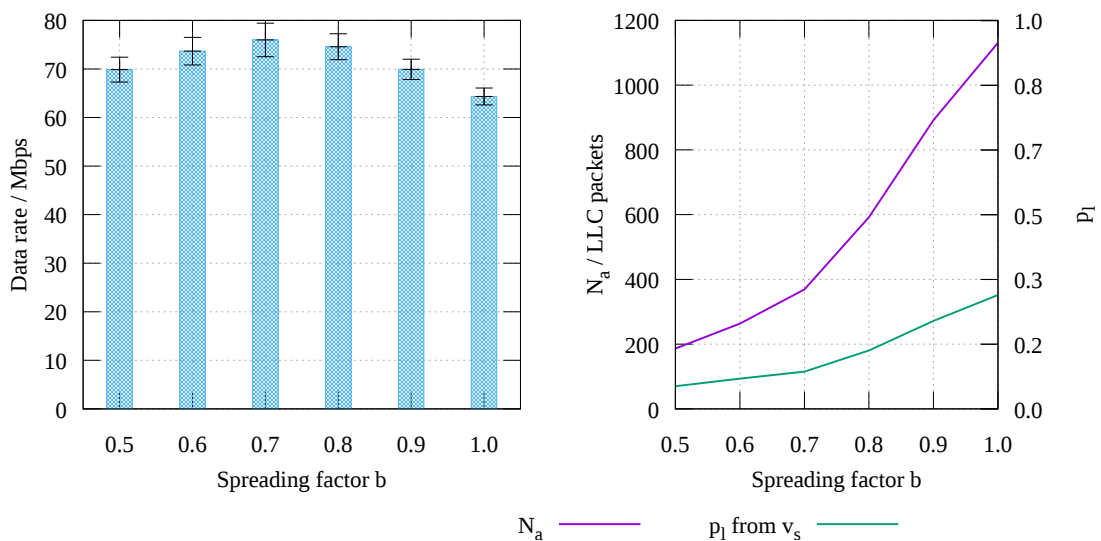 Data rate / Mbps
80
70
60
50
40
30
20
10
0
0.5 0.6 0.7 0.8 0.9 1.0
Spreading factor b
N_a / LLC packets
1200
1000
800
600
400
200
0
0.5 0.6 0.7 0.8 0.9 1.0
Spreading factor b
1.0
0.8
0.7
0.5
0.3
0.2
0.0
p_l
N_a p_l from v_s